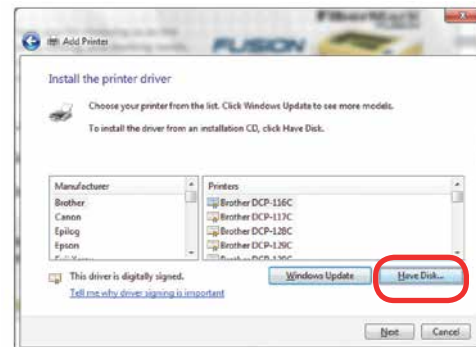 FiberMark
FUSION
Add Printer
Install the printer driver
Choose your printer from the list. Click Windows Update to see more models.
To install the driver from an installation CD, click Have Disk.
Manufacturer
Brother
Canon
Epilog
Epson
Printers
Brother DCP-116C
Brother DCP-117C
Brother DCP-128C
Brother DCP-129C
This driver is digitally signed.
Tell me why driver signing is important
Windows Update
Have Disk...
Next
Cancel